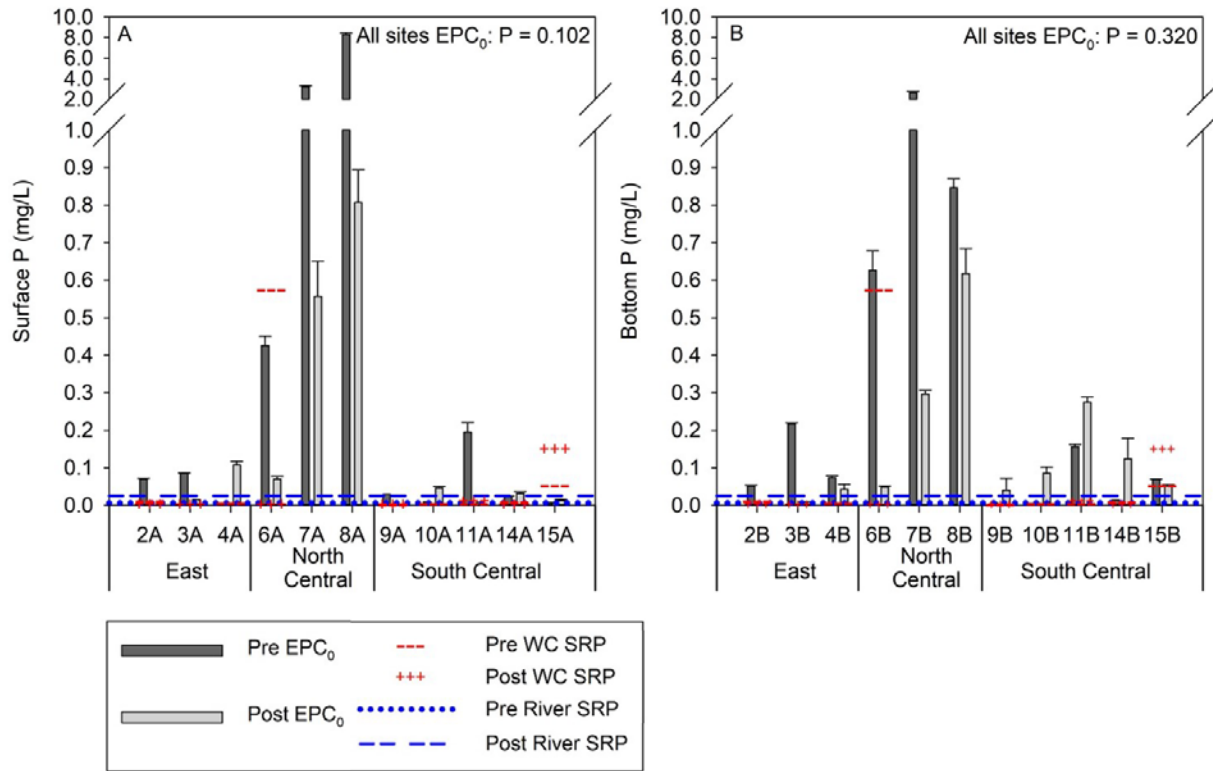 A
All sites EPC₀: P = 0.102
10.0
8.0
6.0
4.0
2.0
1.0
0.9
0.8
0.7
0.6
0.5
0.4
0.3
0.2
0.1
0.0
Surface P (mg/L)
2A 3A 4A 6A 7A 8A 9A 10A 11A 14A 15A
East
North
Central
South Central
B
All sites EPC₀: P = 0.320
10.0
8.0
6.0
4.0
2.0
1.0
0.9
0.8
0.7
0.6
0.5
0.4
0.3
0.2
0.1
0.0
Bottom P (mg/L)
2B 3B 4B 6B 7B 8B 9B 10B 11B 14B 15B
East
North
Central
South Central
Pre EPC₀
Post EPC₀
Pre WC SRP
Post WC SRP
Pre River SRP
Post River SRP